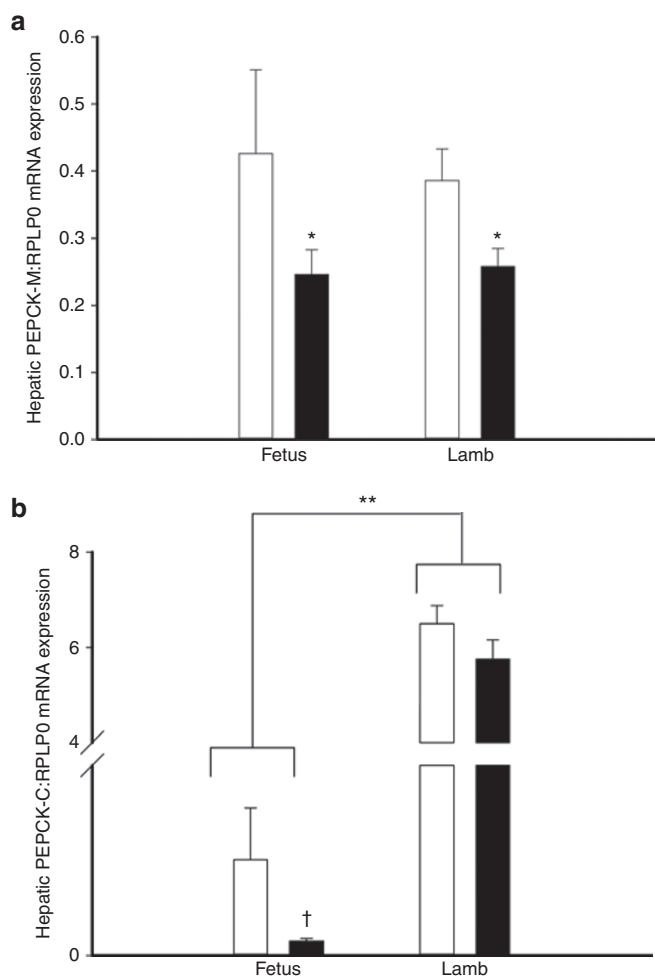 a
Hepatic PEPCK-M:RPLP0 mRNA expression
0.6
0.5
0.4
0.3
0.2
0.1
0.0
*
*
Fetus
Lamb
b
Hepatic PEPCK-C:RPLP0 mRNA expression
**
8
6
4
0
†
Fetus
Lamb